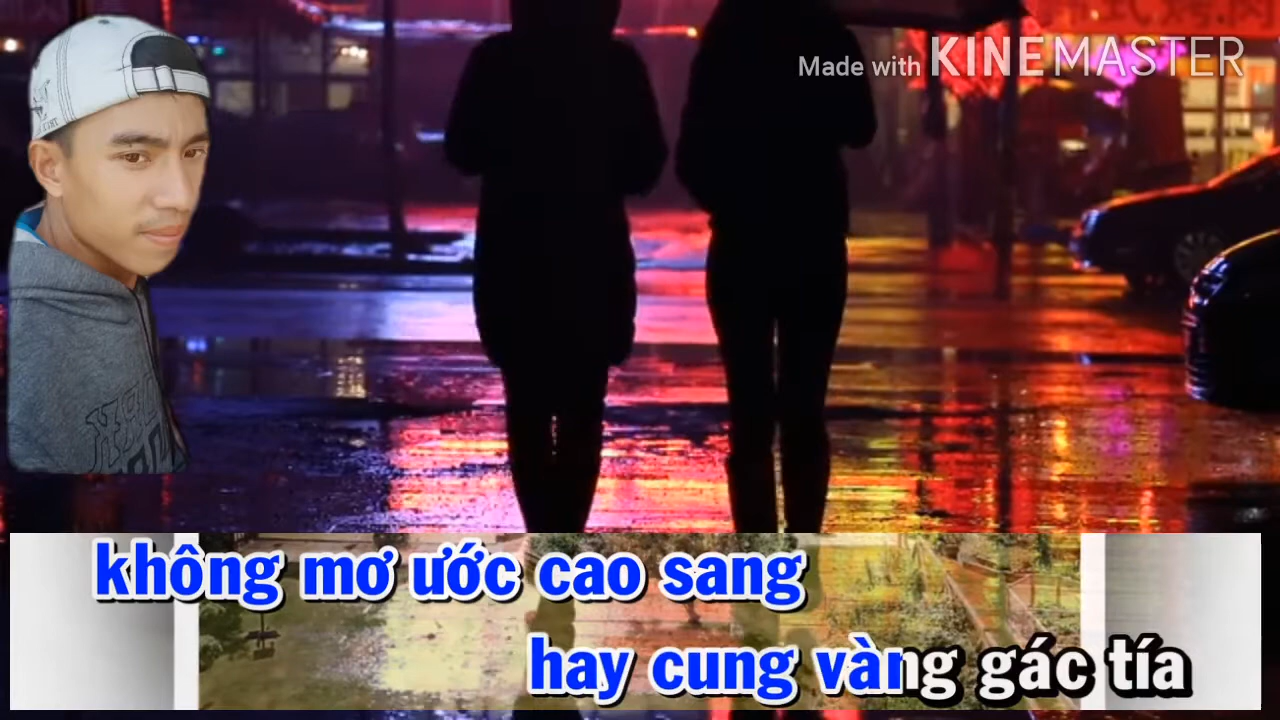 Made with KINEMASTER
không mơ ước cao sang
hay cung vàng gác tía